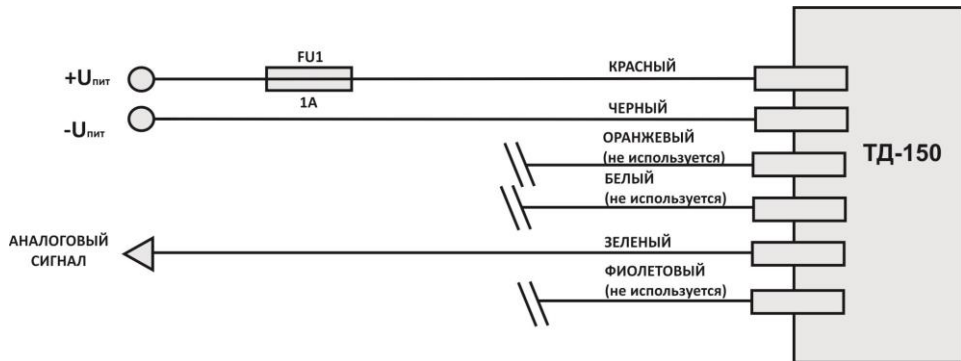 FU1
+Uпит
КРАСНЫЙ
1А
-Uпит
ЧЕРНЫЙ
ОРАНЖЕВЫЙ
(не используется)
ТД-150
БЕЛЫЙ
(не используется)
АНАЛОГОВЫЙ
СИГНАЛ
ЗЕЛЕНЫЙ
ФИОЛЕТОВЫЙ
(не используется)